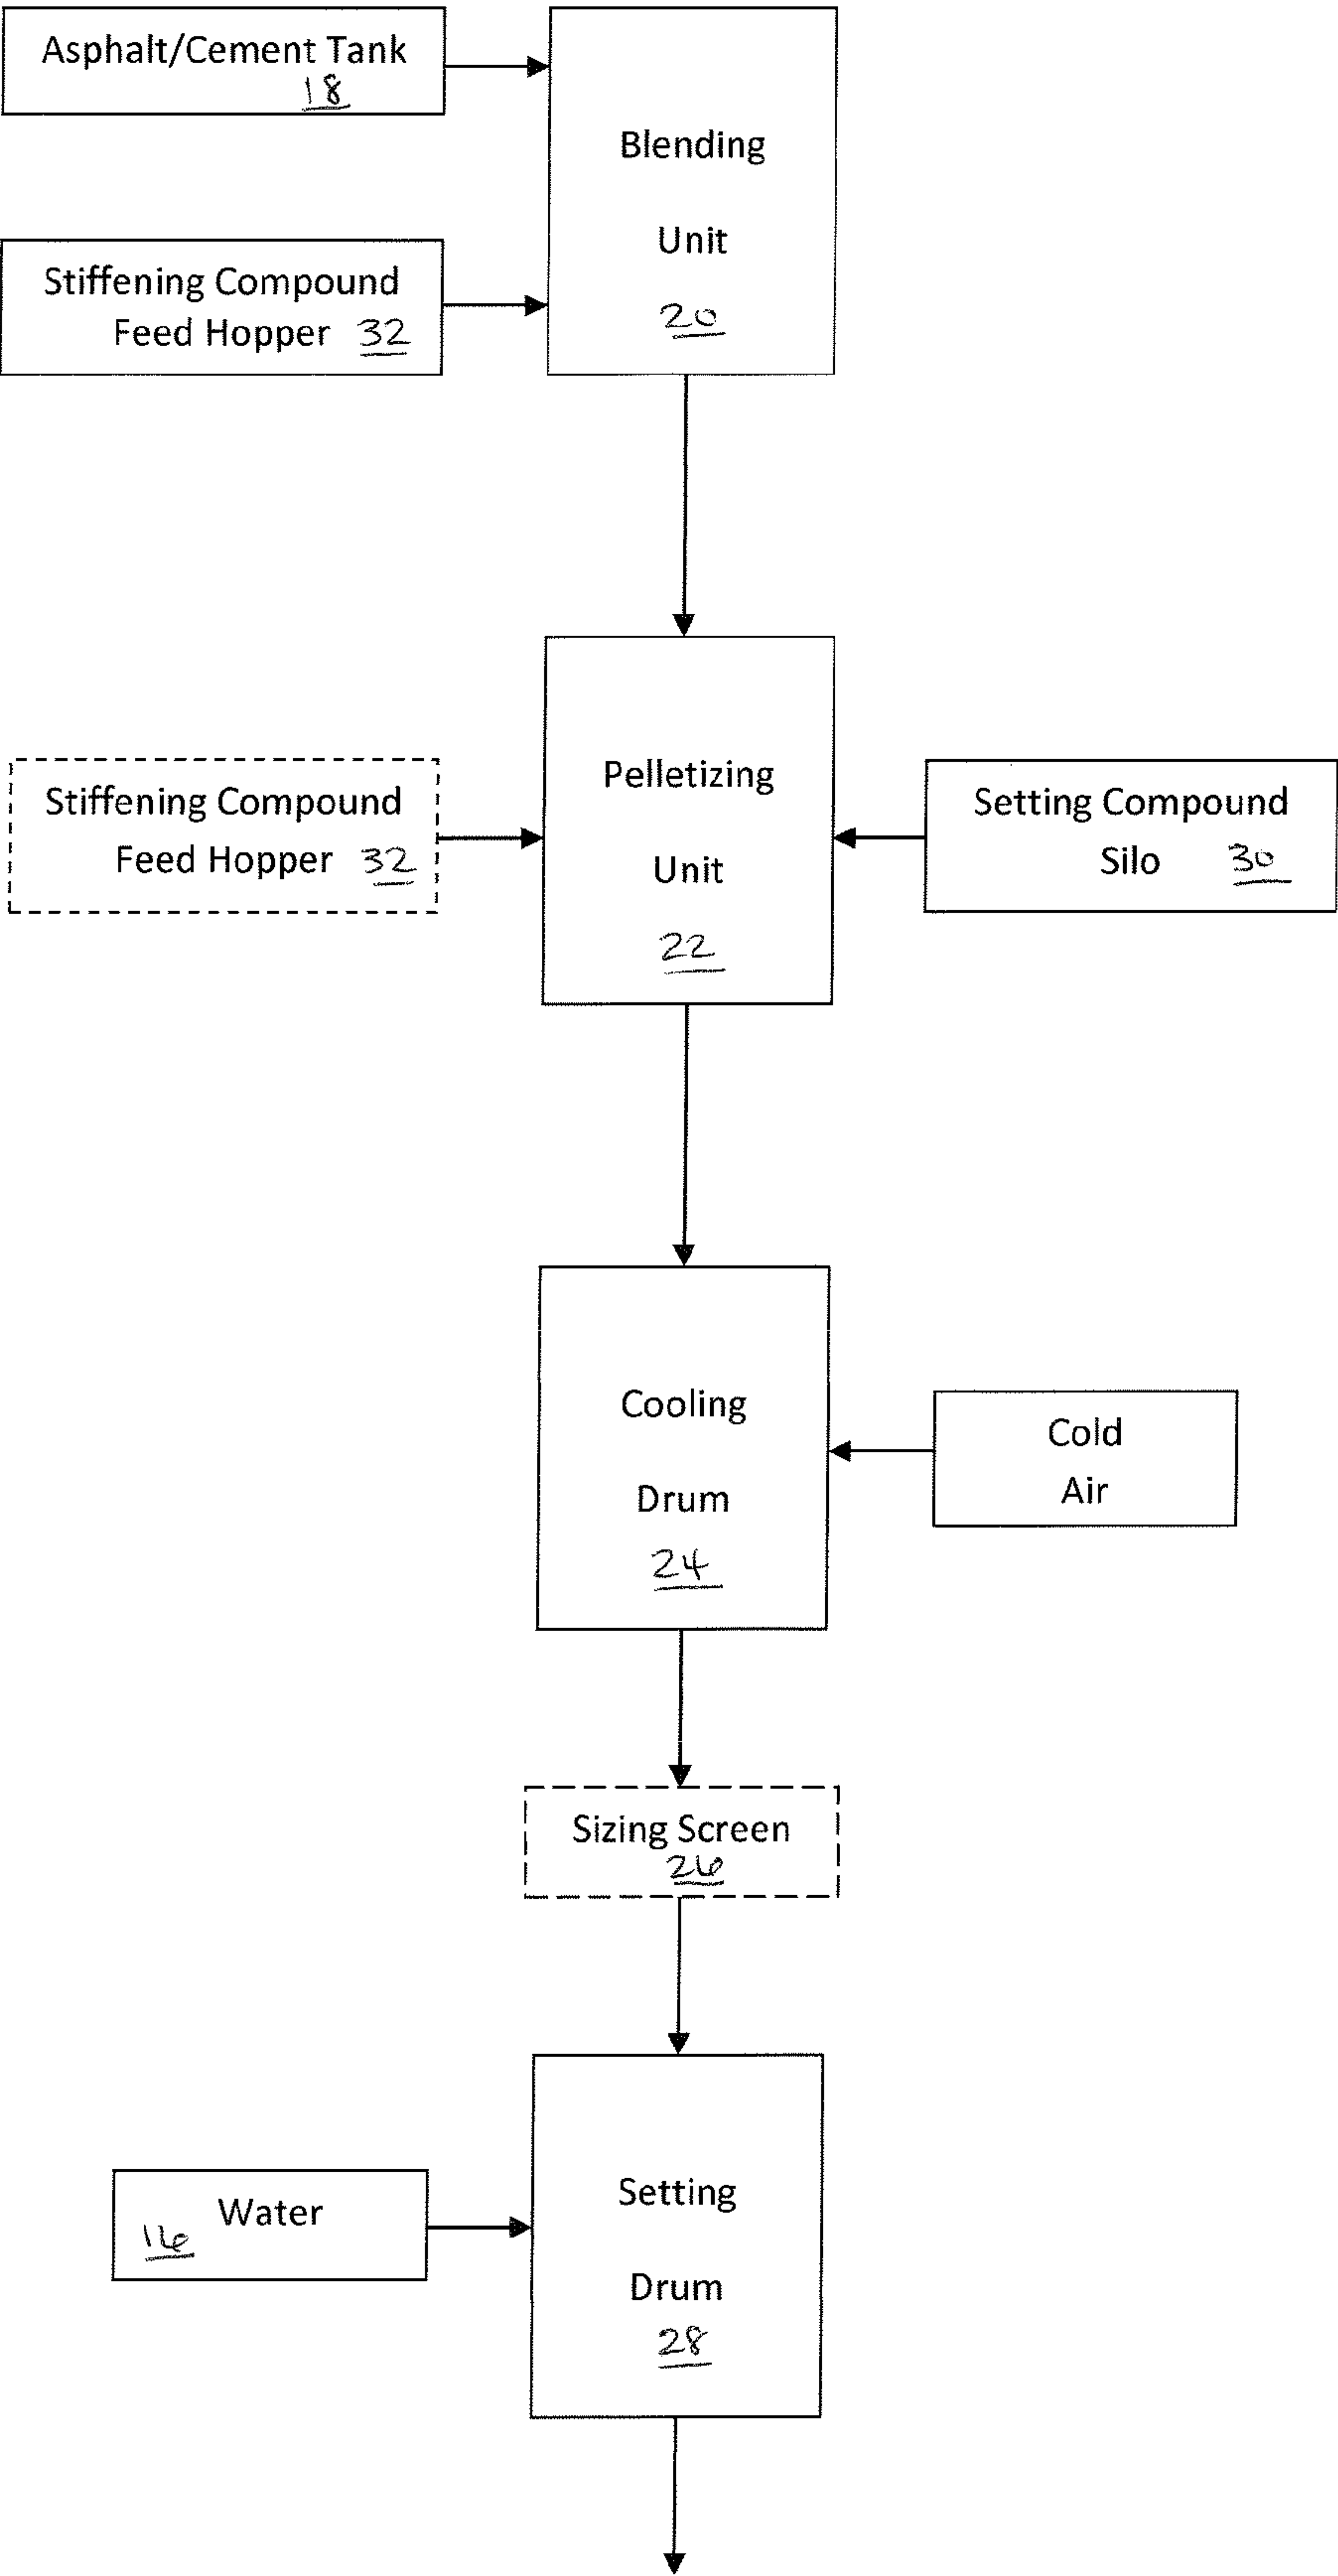 Asphalt/Cement Tank
18
Blending
Unit
20
Stiffening Compound
Feed Hopper 32
Pelletizing
Unit
22
Stiffening Compound
Feed Hopper 32
Setting Compound
Silo 30
Cooling
Drum
24
Cold
Air
Sizing Screen
26
Setting
Drum
28
Water
16